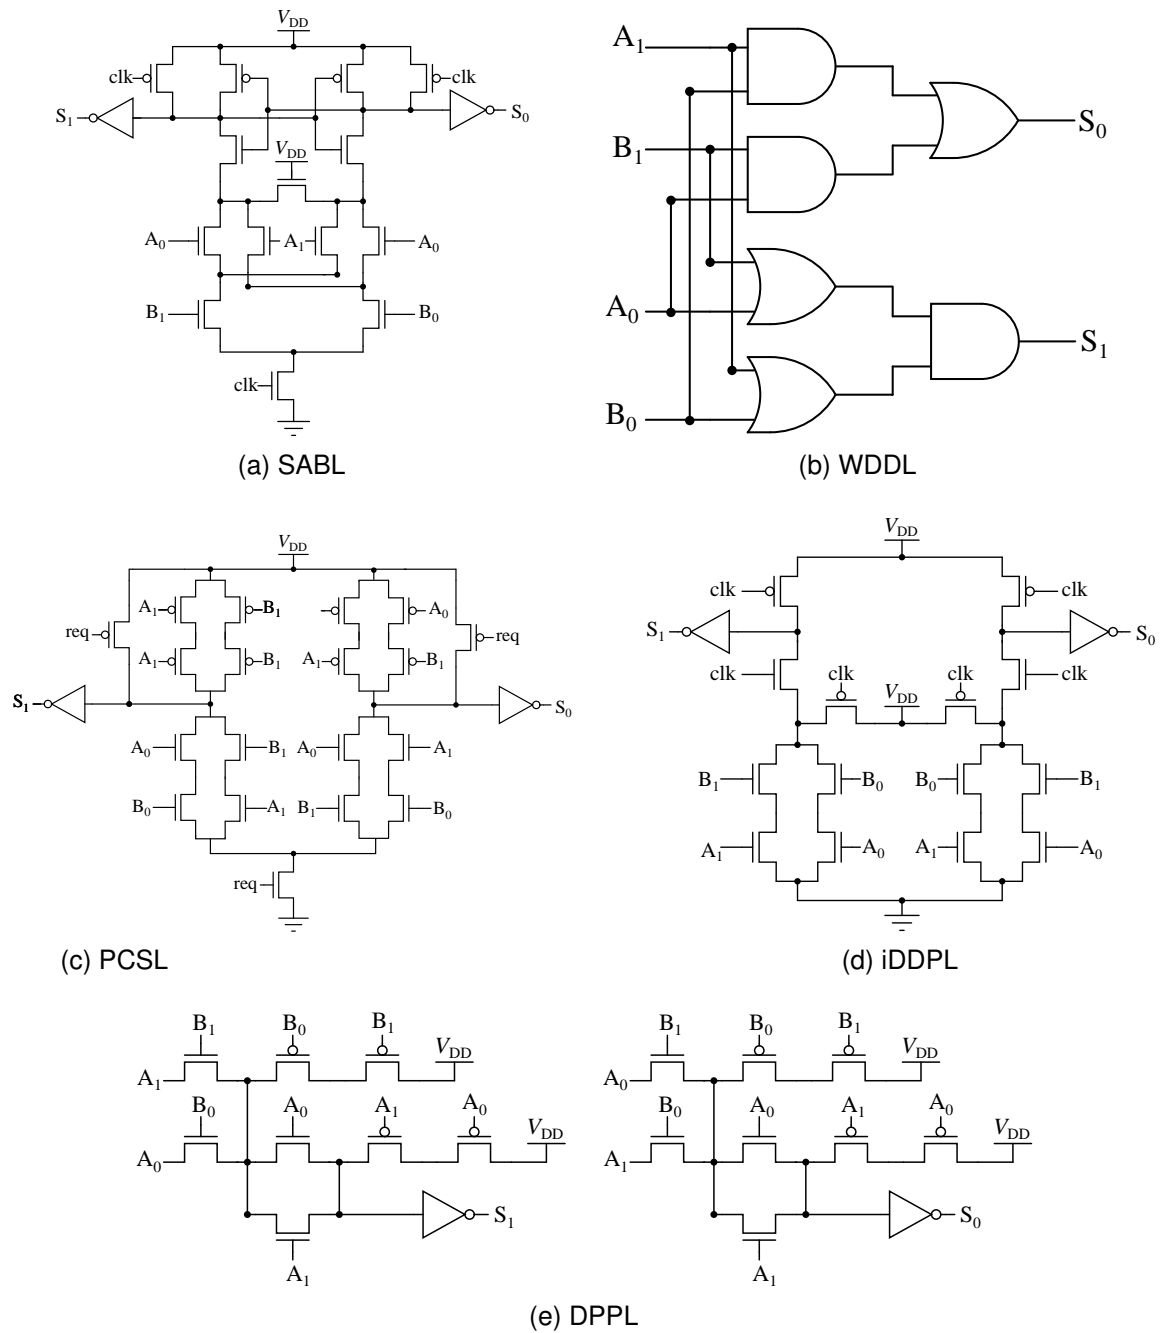 V_DD
clk clk
S_1 S_0
V_DD
A_0 A_1 A_0
B_1 B_0
clk
(a) SABL
A_1
B_1
A_0
B_0
S_0
S_1
(b) WDDL
V_DD
A_1 B_1 A_0
req req
A_1 B_1 A_1 B_1
S_1 S_0
A_0 B_1 A_0 A_1
B_0 A_1 B_1 B_0
req
(c) PCSL
V_DD
clk clk
S_1 S_0
clk clk V_DD clk clk
B_1 B_0 B_0 B_1
A_1 A_0 A_1 A_0
(d) iDDPL
B_1 B_0 B_1
V_DD
A_1
B_0 A_0 A_1 A_0
V_DD
A_0
S_1
A_1
B_1 B_0 B_1
V_DD
A_0
B_0 A_0 A_1 A_0
V_DD
A_1
S_0
A_1
(e) DPPL